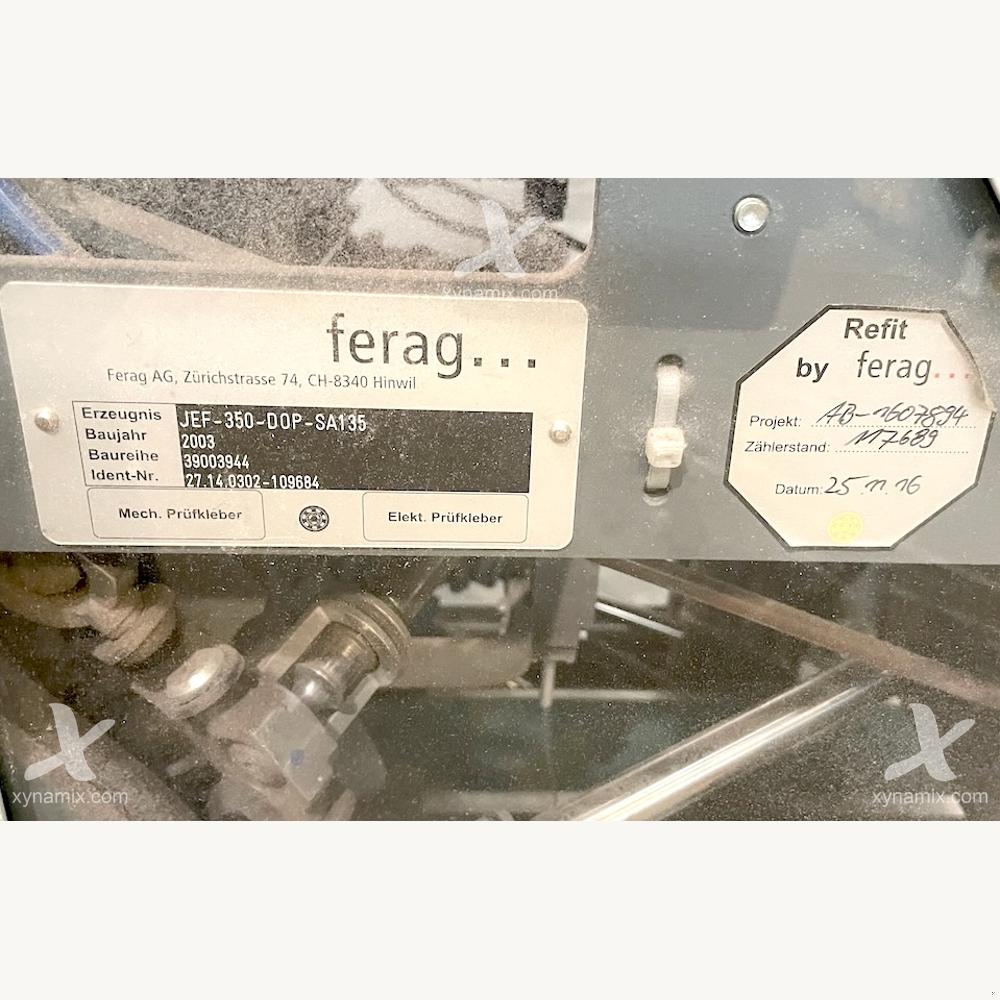 xynamix.com
ferag...
Ferag AG, Zürichstrasse 74, CH-8340 Hinwil
Erzeugnis JEF-350-DOP-SA135
Baujahr 2003
Baureihe 39003944
Ident-Nr. 27.14.0302-109684
Mech. Prüfkleber
Elekt. Prüfkleber
Refit
by ferag...
Projekt: AB-1607894
Zählerstand: 117689
Datum: 25.11.16
xynamix.com
xynamix.com